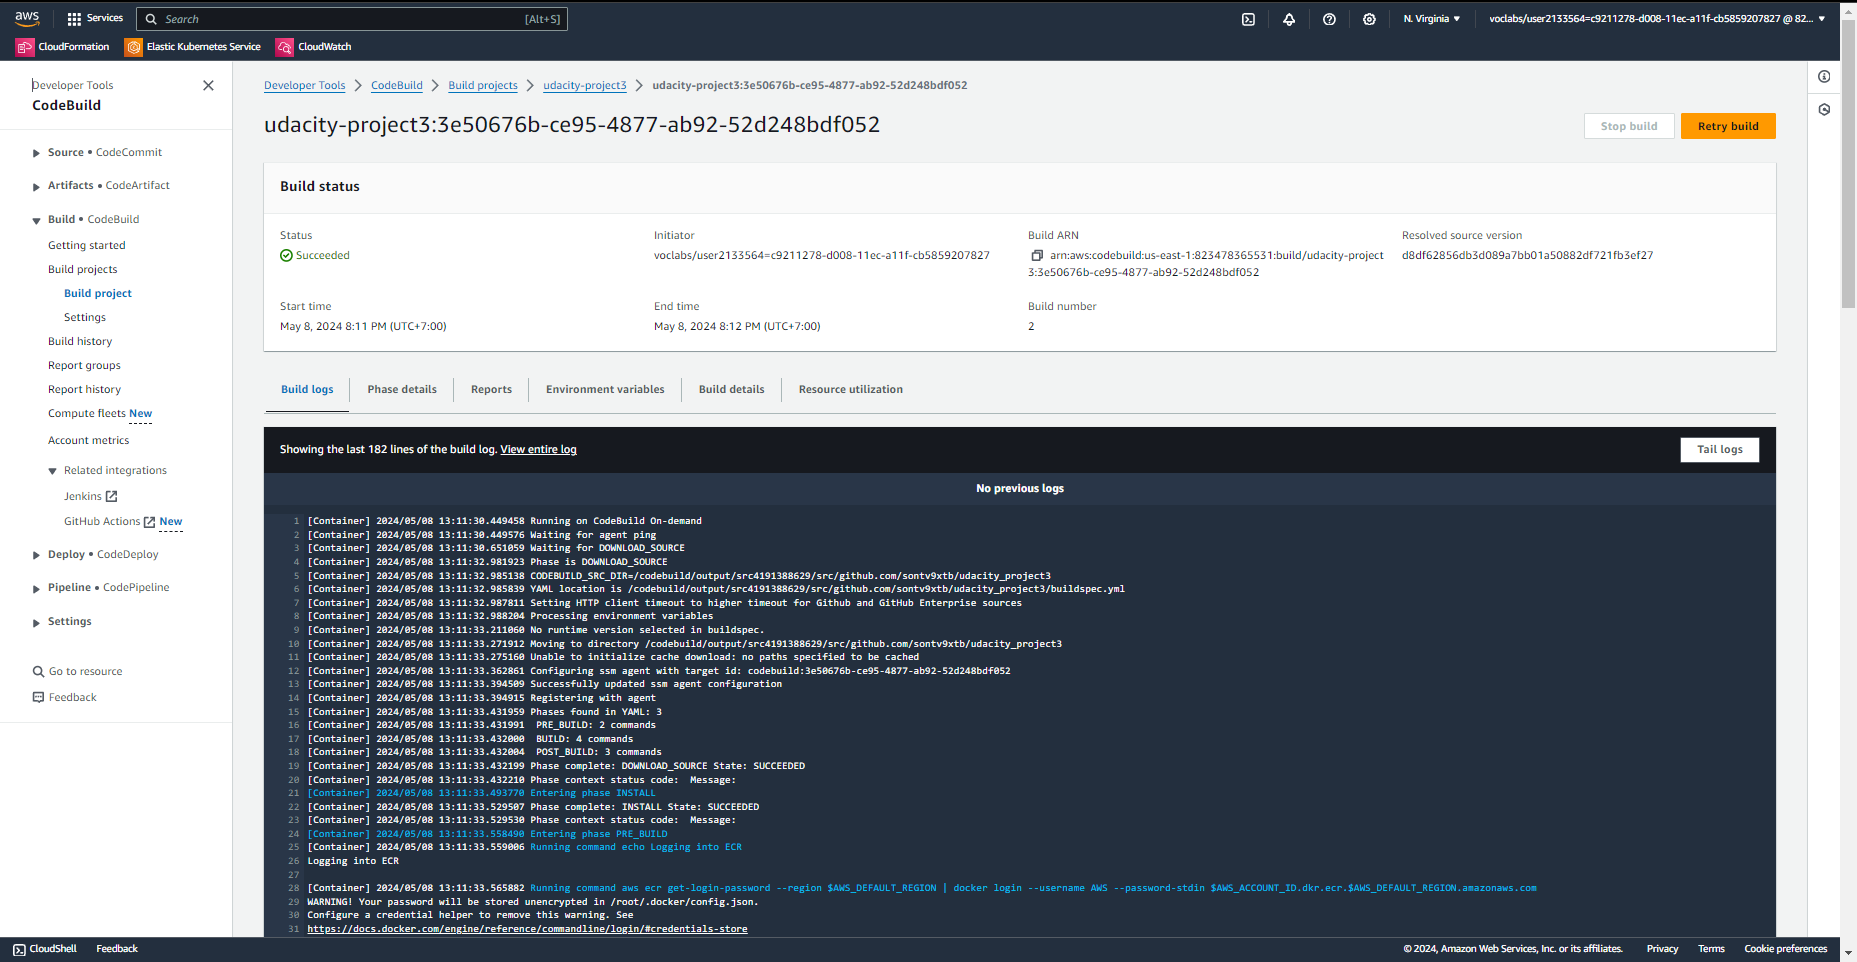 aws Services Search [Alt+S] N. Virginia voclabs/user2133564=c9211278-d008-11ec-a11f-cb5859207827 @ 82...
CloudFormation Elastic Kubernetes Service CloudWatch
Developer Tools
CodeBuild
Source • CodeCommit
Artifacts • CodeArtifact
Build • CodeBuild
Getting started
Build projects
Build project
Settings
Build history
Report groups
Report history
Compute fleets New
Account metrics
Related integrations
Jenkins
GitHub Actions New
Deploy • CodeDeploy
Pipeline • CodePipeline
Settings
Go to resource
Feedback
Developer Tools CodeBuild Build projects udacity-project3 udacity-project3:3e50676b-ce95-4877-ab92-52d248bdf052
udacity-project3:3e50676b-ce95-4877-ab92-52d248bdf052
Stop build Retry build
Build status
Status
Succeeded
Initiator
voclabs/user2133564=c9211278-d008-11ec-a11f-cb5859207827
Build ARN
arn:aws:codebuild:us-east-1:823478365531:build/udacity-project
3:3e50676b-ce95-4877-ab92-52d248bdf052
Resolved source version
d8df62856db3d089a7bb01a50882df721fb3ef27
Start time
May 8, 2024 8:11 PM (UTC+7:00)
End time
May 8, 2024 8:12 PM (UTC+7:00)
Build number
2
Build logs Phase details Reports Environment variables Build details Resource utilization
Showing the last 182 lines of the build log. View entire log
Tail logs
No previous logs
1 [Container] 2024/05/08 13:11:30.449458 Running on CodeBuild On-demand
2 [Container] 2024/05/08 13:11:30.449576 Waiting for agent ping
3 [Container] 2024/05/08 13:11:30.651059 Waiting for DOWNLOAD_SOURCE
4 [Container] 2024/05/08 13:11:32.981923 Phase is DOWNLOAD_SOURCE
5 [Container] 2024/05/08 13:11:32.985138 CODEBUILD_SRC_DIR=/codebuild/output/src4191388629/src/github.com/sontv9xtb/udacity_project3
6 [Container] 2024/05/08 13:11:32.985839 YAML location is /codebuild/output/src4191388629/src/github.com/sontv9xtb/udacity_project3/buildspec.yml
7 [Container] 2024/05/08 13:11:32.987811 Setting HTTP client timeout to higher timeout for Github and GitHub Enterprise sources
8 [Container] 2024/05/08 13:11:32.988204 Processing environment variables
9 [Container] 2024/05/08 13:11:33.211060 No runtime version selected in buildspec.
10 [Container] 2024/05/08 13:11:33.271912 Moving to directory /codebuild/output/src4191388629/src/github.com/sontv9xtb/udacity_project3
11 [Container] 2024/05/08 13:11:33.275160 Unable to initialize cache download: no paths specified to be cached
12 [Container] 2024/05/08 13:11:33.362861 Configuring ssm agent with target id: codebuild:3e50676b-ce95-4877-ab92-52d248bdf052
13 [Container] 2024/05/08 13:11:33.394509 Successfully updated ssm agent configuration
14 [Container] 2024/05/08 13:11:33.394915 Registering with agent
15 [Container] 2024/05/08 13:11:33.431959 Phases found in YAML: 3
16 [Container] 2024/05/08 13:11:33.431991 PRE_BUILD: 2 commands
17 [Container] 2024/05/08 13:11:33.432000 BUILD: 4 commands
18 [Container] 2024/05/08 13:11:33.432004 POST_BUILD: 3 commands
19 [Container] 2024/05/08 13:11:33.432199 Phase complete: DOWNLOAD_SOURCE State: SUCCEEDED
20 [Container] 2024/05/08 13:11:33.432210 Phase context status code: Message:
21 [Container] 2024/05/08 13:11:33.493770 Entering phase INSTALL
22 [Container] 2024/05/08 13:11:33.529507 Phase complete: INSTALL State: SUCCEEDED
23 [Container] 2024/05/08 13:11:33.529530 Phase context status code: Message:
24 [Container] 2024/05/08 13:11:33.558490 Entering phase PRE_BUILD
25 [Container] 2024/05/08 13:11:33.559006 Running command echo Logging into ECR
26 Logging into ECR
27
28 [Container] 2024/05/08 13:11:33.565882 Running command aws ecr get-login-password --region $AWS_DEFAULT_REGION | docker login --username AWS --password-stdin $AWS_ACCOUNT_ID.dkr.ecr.$AWS_DEFAULT_REGION.amazonaws.com
29 WARNING! Your password will be stored unencrypted in /root/.docker/config.json.
30 Configure a credential helper to remove this warning. See
31 https://docs.docker.com/engine/reference/commandline/login/#credentials-store
CloudShell Feedback © 2024, Amazon Web Services, Inc. or its affiliates. Privacy Terms Cookie preferences